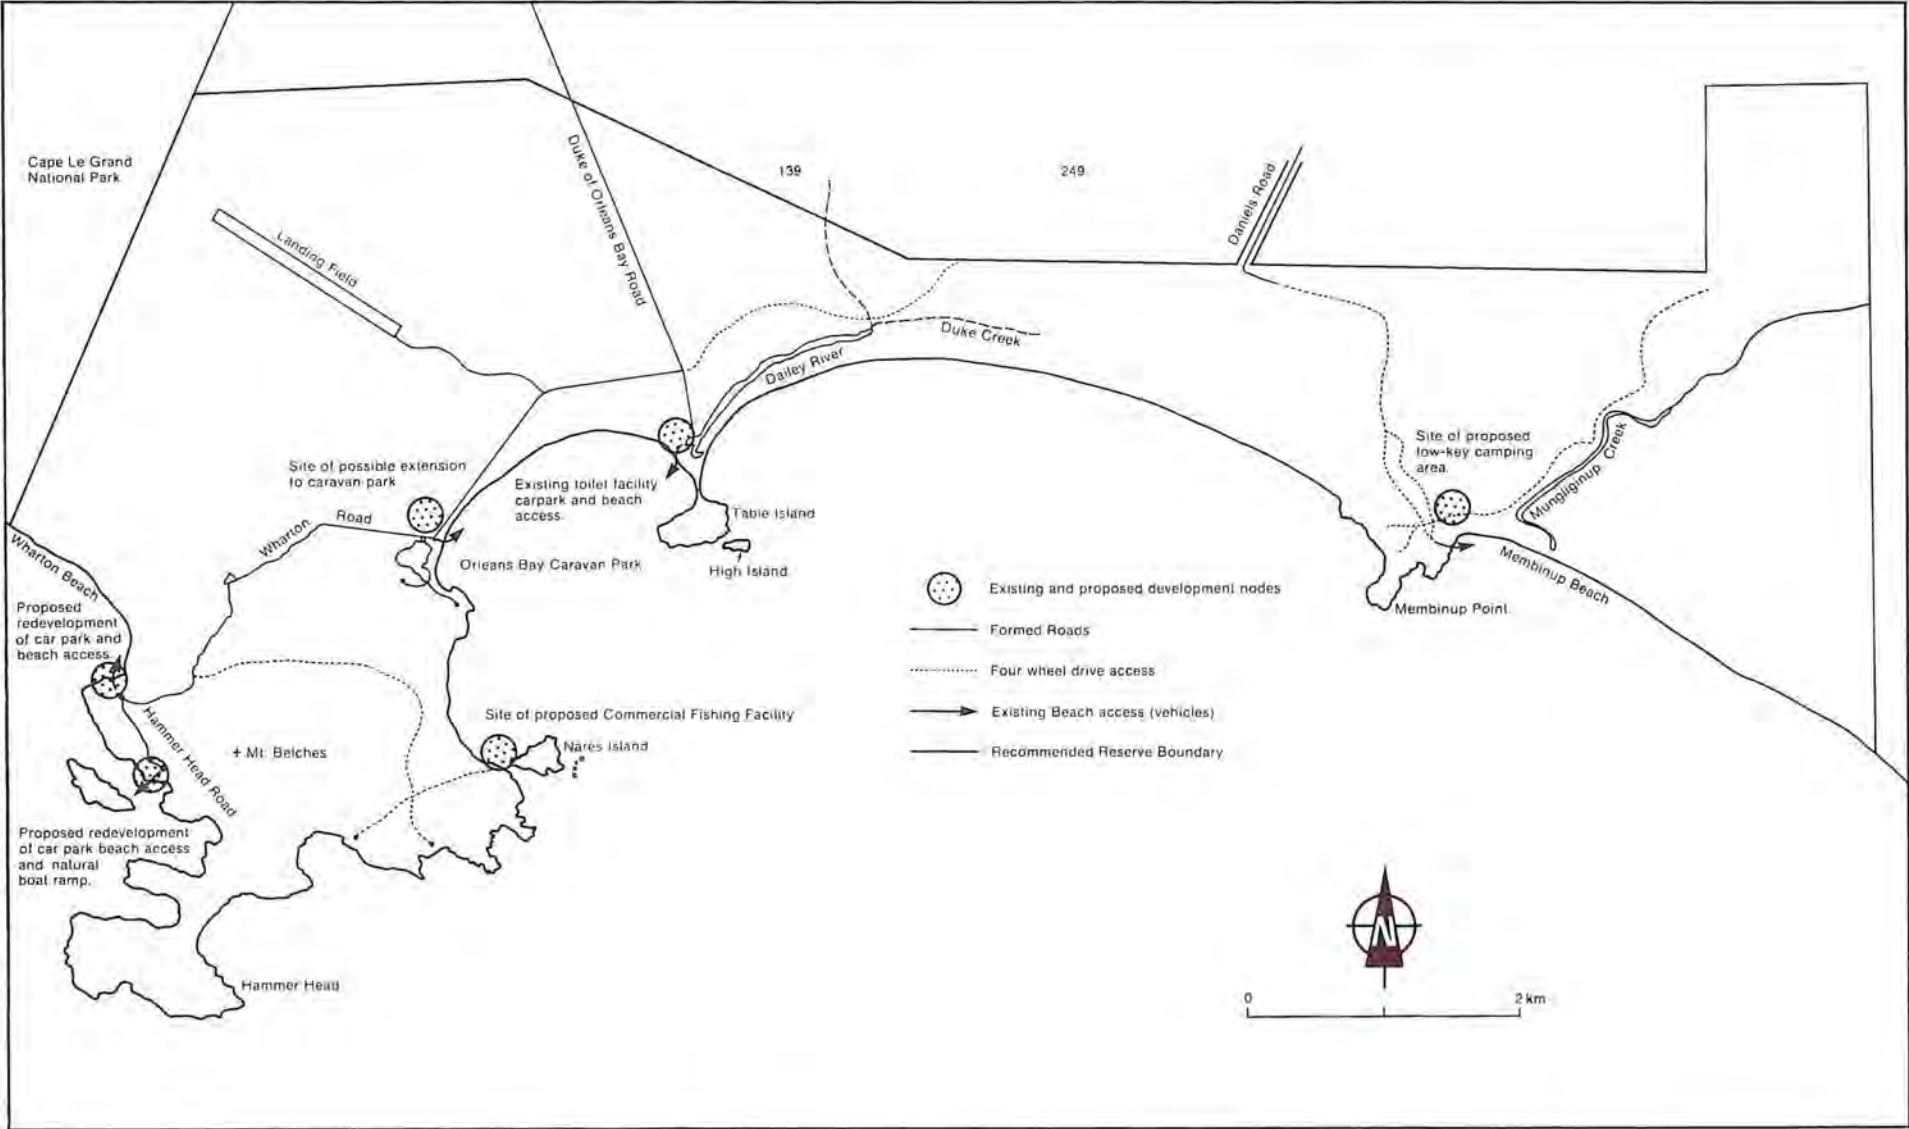 Cape Le Grand
National Park
139
249
Daniels Road
Duke of Orleans Bay Road
Landing Field
Duke Creek
Dailey River
Site of possible extension
to caravan park
Existing toilet facility
carpark and beach
access.
Table Island
High Island
Site of proposed
low-key camping
area.
Mungliginup Creek
Wharton Road
Orleans Bay Caravan Park
Wharton Beach
Membinup Beach
Membinup Point
Proposed
redevelopment
of car park and
beach access
Existing and proposed development nodes
Formed Roads
Four wheel drive access
Existing Beach access (vehicles)
Recommended Reserve Boundary
Hammer Head Road
+ Mt. Belches
Site of proposed Commercial Fishing Facility
Nares Island
Proposed redevelopment
of car park beach access
and natural
boat ramp.
Hammer Head
N
0 2 km